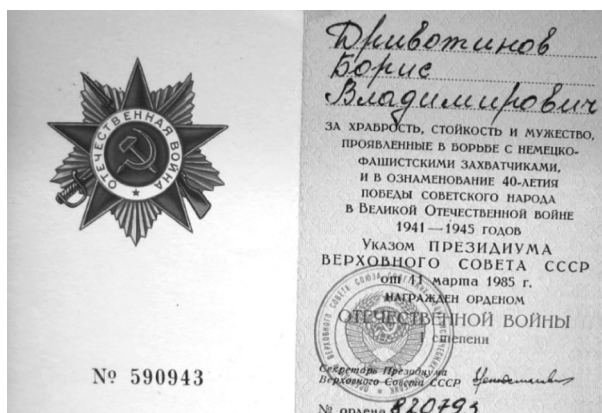 ОТЕЧЕСТВЕННАЯ ВОЙНА
№ 590943
Дривотинов
Борис
Владимирович
ЗА ХРАБРОСТЬ, СТОЙКОСТЬ И МУЖЕСТВО,
ПРОЯВЛЕННЫЕ В БОРЬБЕ С НЕМЕЦКО-
ФАШИСТСКИМИ ЗАХВАТЧИКАМИ,
И В ОЗНАМЕНОВАНИЕ 40-ЛЕТИЯ
ПОБЕДЫ СОВЕТСКОГО НАРОДА
В ВЕЛИКОЙ ОТЕЧЕСТВЕННОЙ ВОЙНЕ
1941—1945 ГОДОВ
УКАЗОМ ПРЕЗИДИУМА
ВЕРХОВНОГО СОВЕТА СССР
от 11 марта 1985 г.
НАГРАЖДЕН ОРДЕНОМ
ОТЕЧЕСТВЕННОЙ ВОЙНЫ
I степени
Секретарь Президиума
Верховного Совета СССР
№ ордена 820793